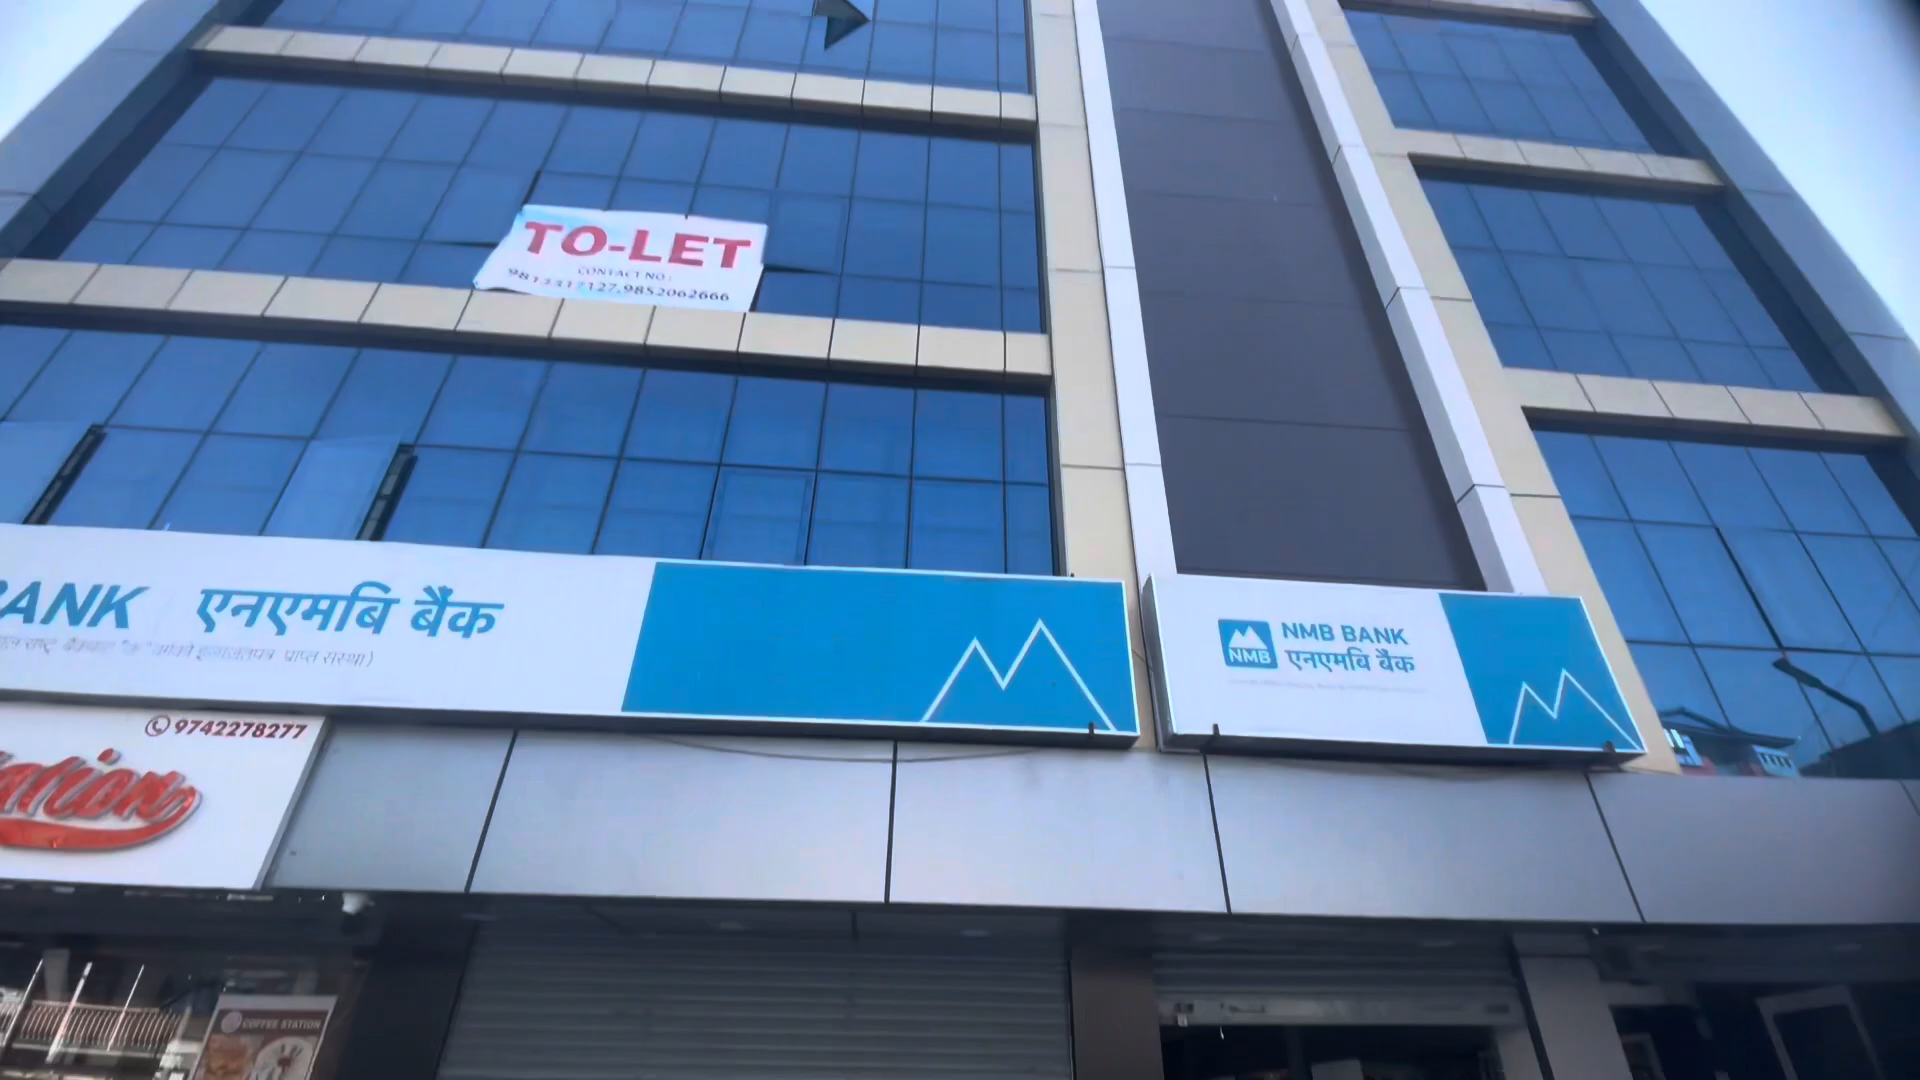 TO-LET
CONTACT NO:
9852062666
BANK एनएमबि बैंक
प्राप्त संस्था)
NMB BANK
NMB
एनएमबि बैंक
9742278277
COFFEE STATION